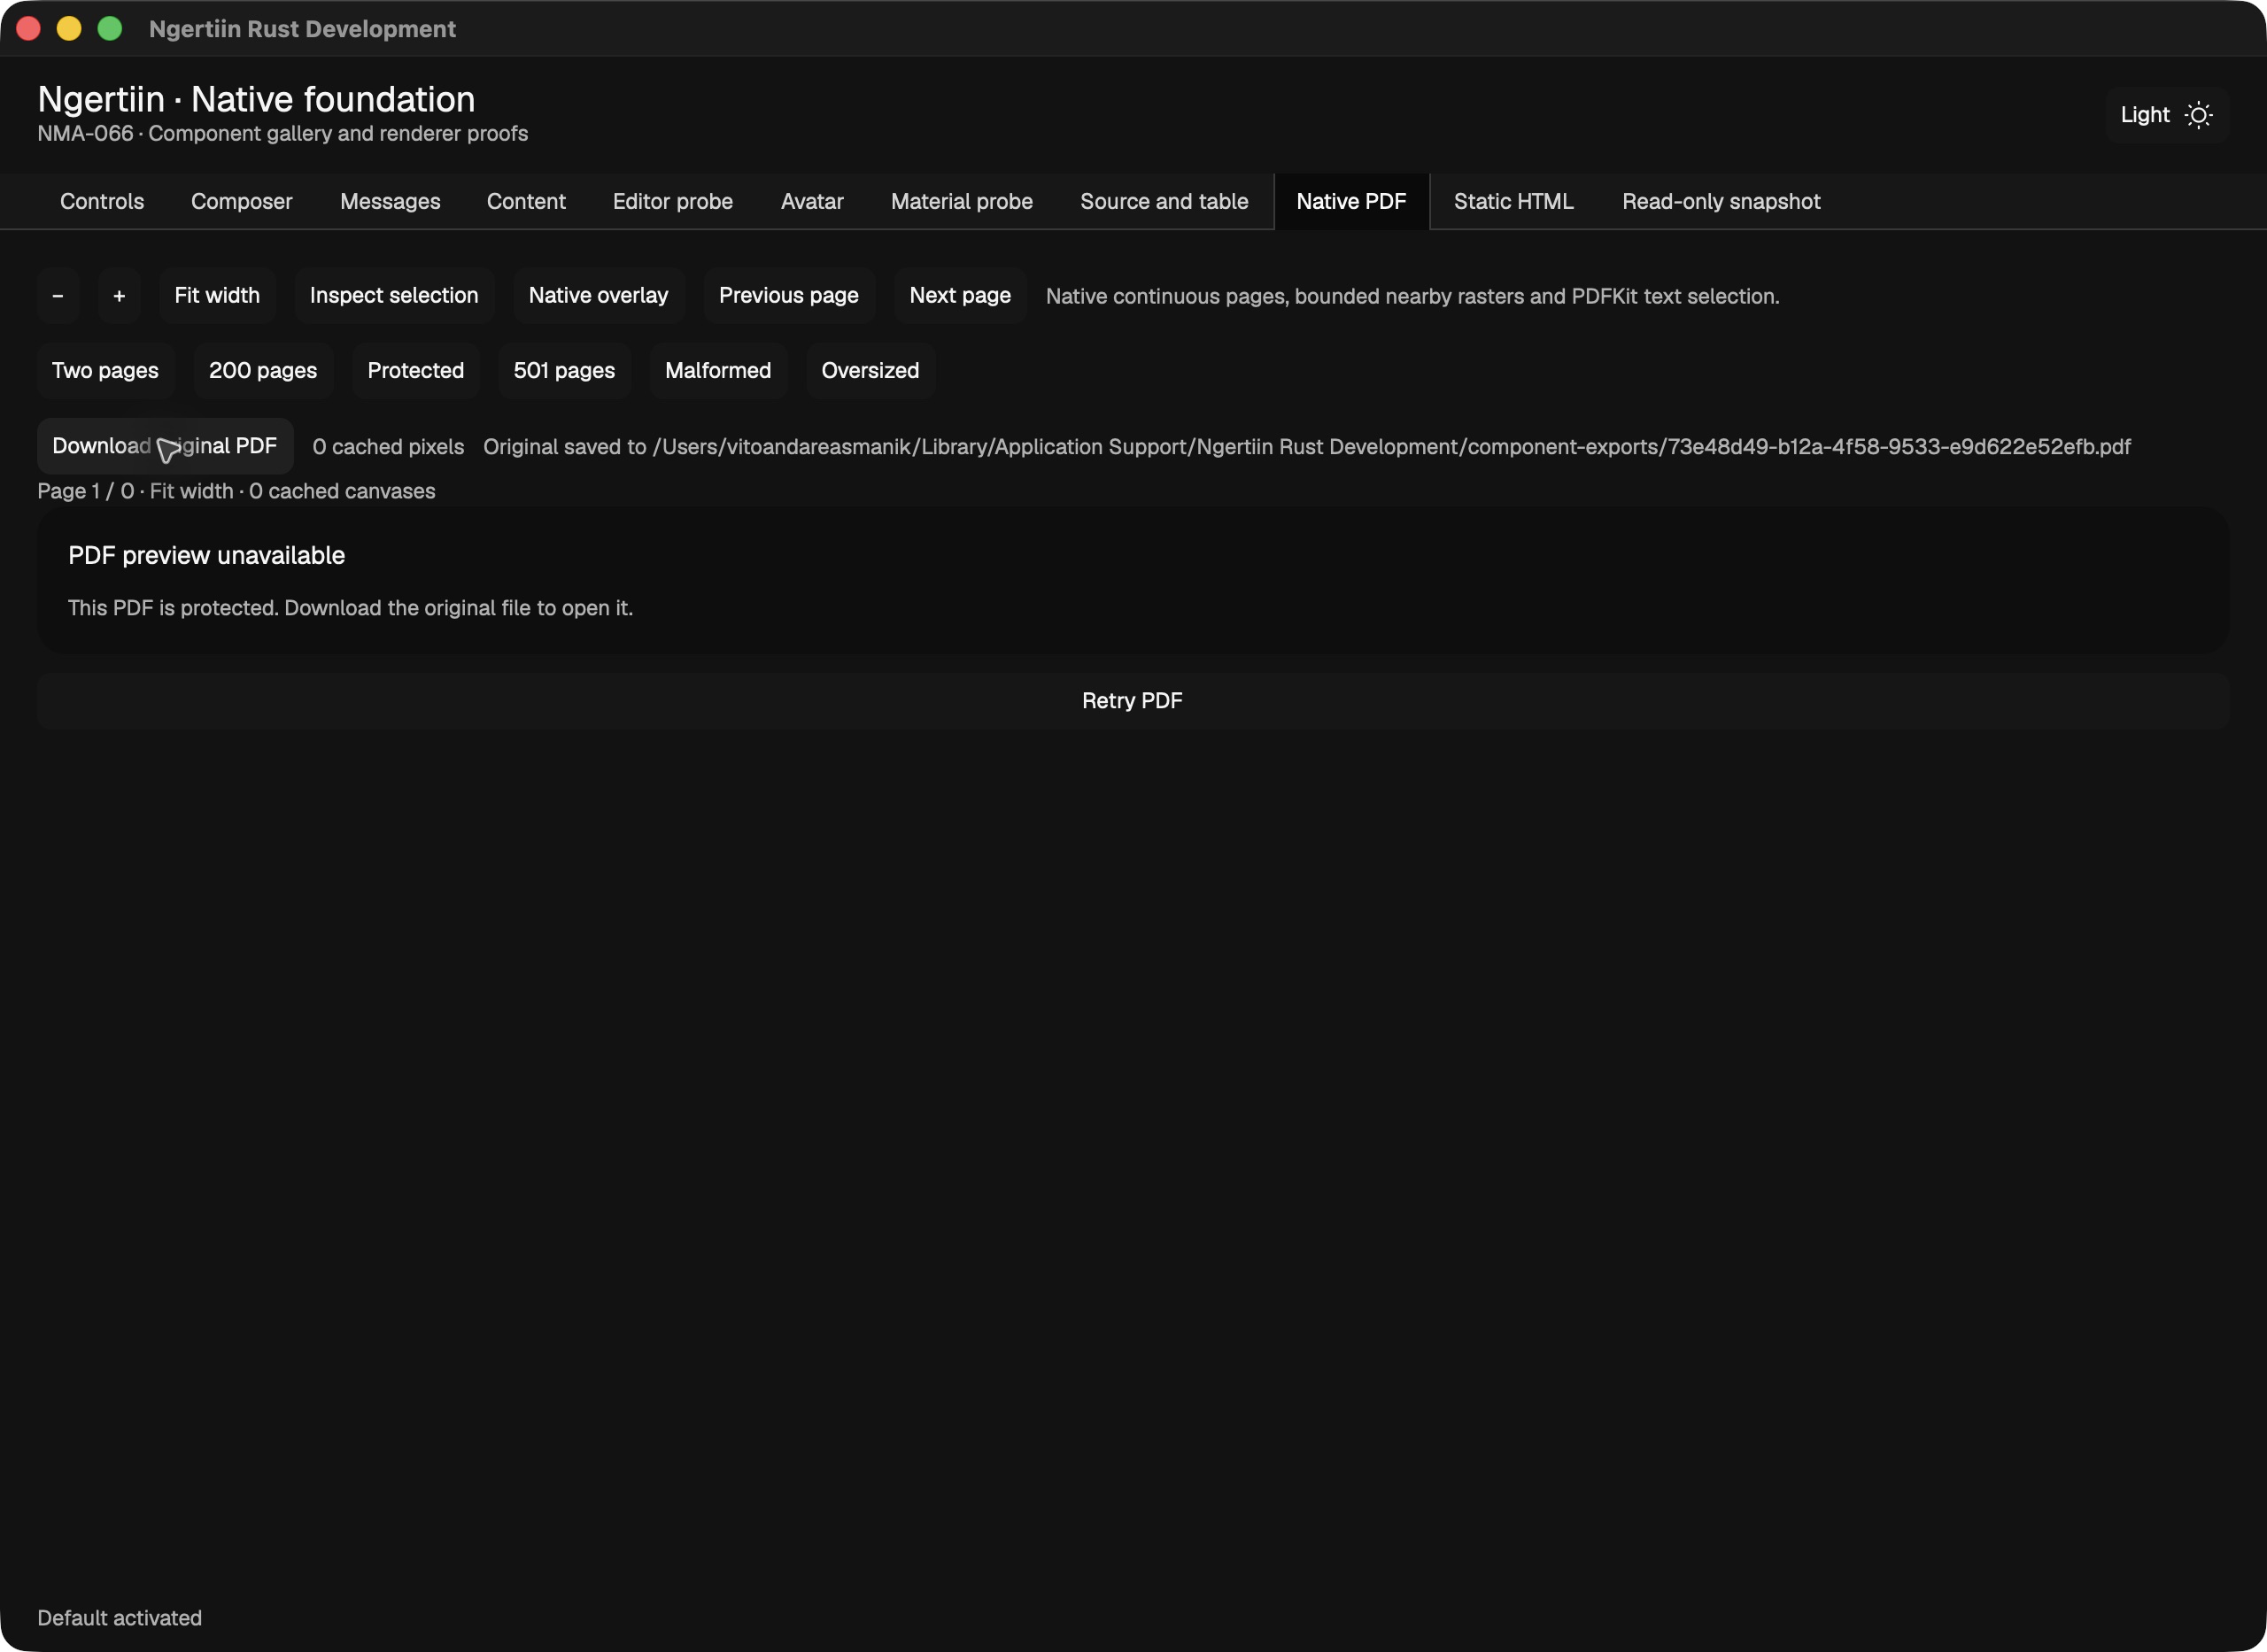 Ngertiin Rust Development
Ngertiin · Native foundation
NMA-066 · Component gallery and renderer proofs
Light
Controls Composer Messages Content Editor probe Avatar Material probe Source and table Native PDF Static HTML Read-only snapshot
− + Fit width Inspect selection Native overlay Previous page Next page Native continuous pages, bounded nearby rasters and PDFKit text selection.
Two pages 200 pages Protected 501 pages Malformed Oversized
Download original PDF 0 cached pixels Original saved to /Users/vitoandareasmanik/Library/Application Support/Ngertiin Rust Development/component-exports/73e48d49-b12a-4f58-9533-e9d622e52efb.pdf
Page 1 / 0 · Fit width · 0 cached canvases
PDF preview unavailable
This PDF is protected. Download the original file to open it.
Retry PDF
Default activated